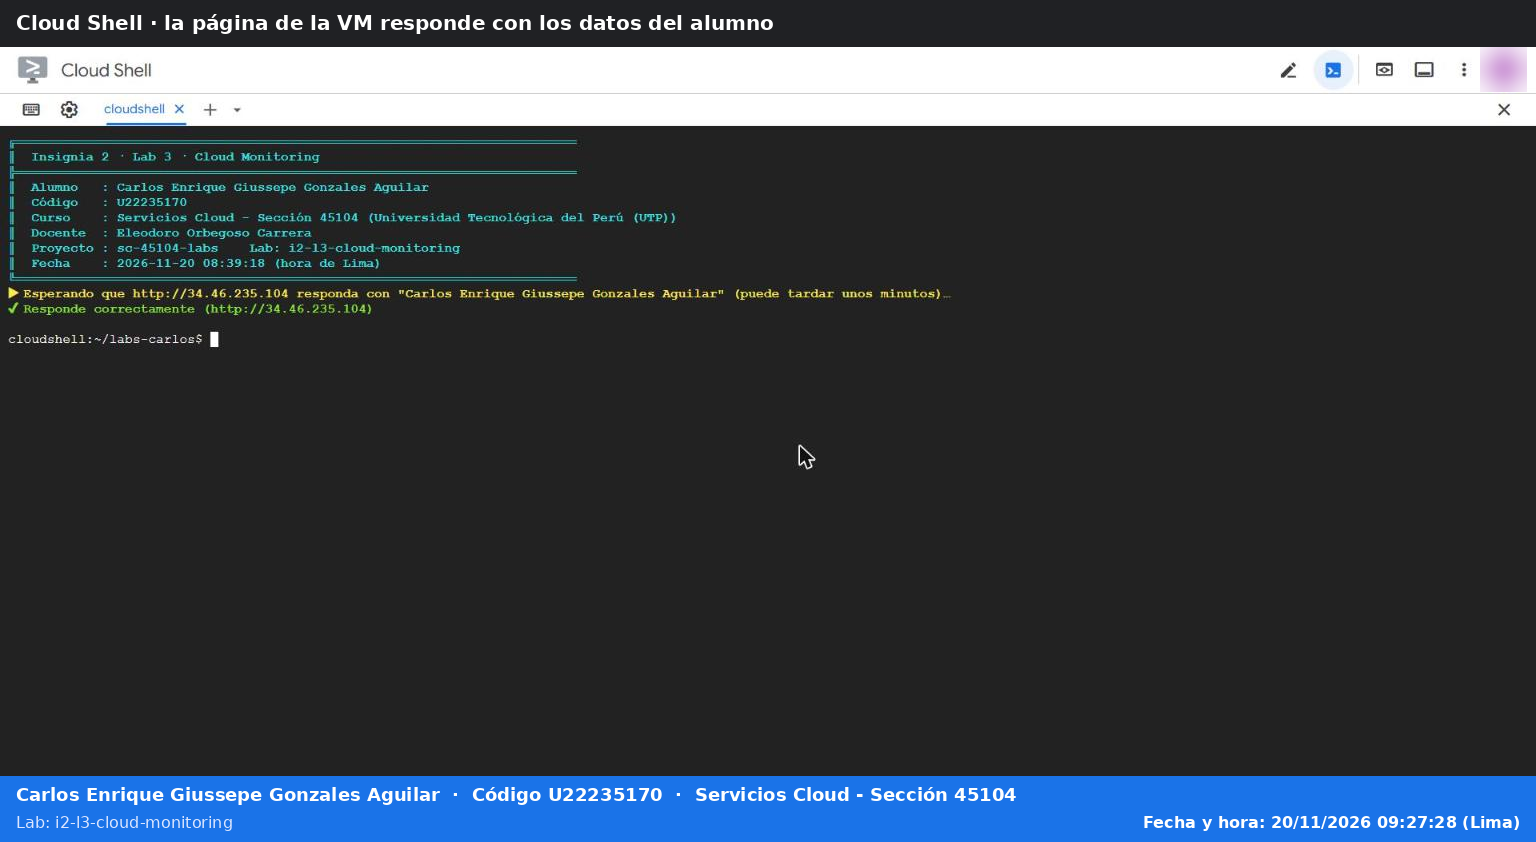 Cloud Shell · la página de la VM responde con los datos del alumno
Cloud Shell
cloudshell
Insignia 2 · Lab 3 · Cloud Monitoring
Alumno : Carlos Enrique Giussepe Gonzales Aguilar
Código : U22235170
Curso : Servicios Cloud - Sección 45104 (Universidad Tecnológica del Perú (UTP))
Docente : Eleodoro Orbegoso Carrera
Proyecto : sc-45104-labs Lab: i2-l3-cloud-monitoring
Fecha : 2026-11-20 08:39:18 (hora de Lima)
▶ Esperando que http://34.46.235.104 responda con "Carlos Enrique Giussepe Gonzales Aguilar" (puede tardar unos minutos)…
✔ Responde correctamente (http://34.46.235.104)
cloudshell:~/labs-carlos$
Carlos Enrique Giussepe Gonzales Aguilar · Código U22235170 · Servicios Cloud - Sección 45104
Lab: i2-l3-cloud-monitoring
Fecha y hora: 20/11/2026 09:27:28 (Lima)